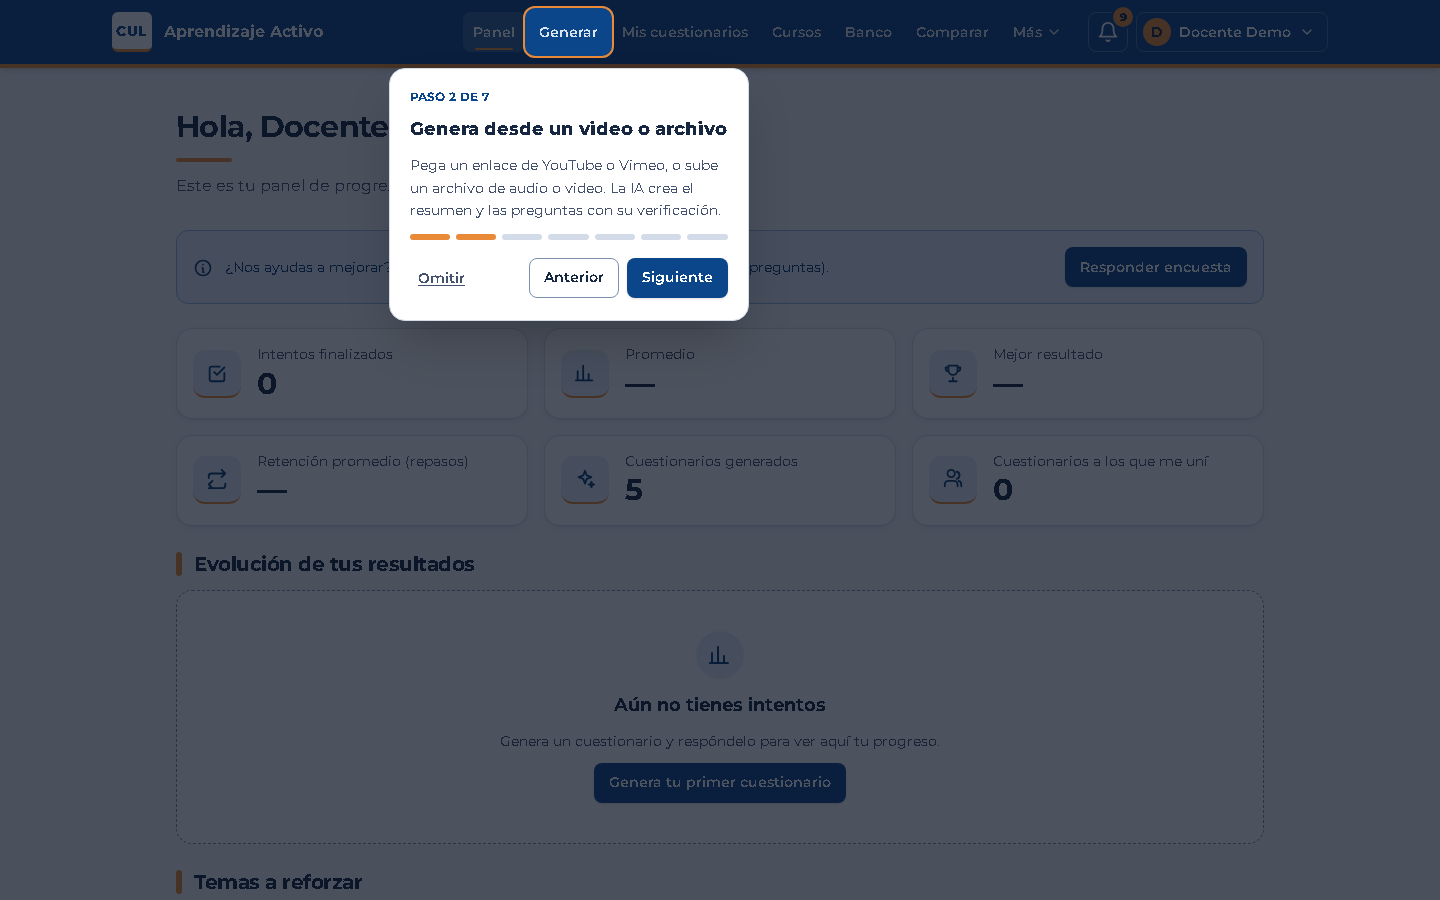 CUL Aprendizaje Activo Panel Generar Mis cuestionarios Cursos Banco Comparar Más 9 D Docente Demo
PASO 2 DE 7
Genera desde un video o archivo
Pega un enlace de YouTube o Vimeo, o sube
un archivo de audio o video. La IA crea el
resumen y las preguntas con su verificación.
Omitir Anterior Siguiente
Hola, Docente
Este es tu panel de progre
¿Nos ayudas a mejorar? preguntas). Responder encuesta
Intentos finalizados
0
Promedio
—
Mejor resultado
—
Retención promedio (repasos)
—
Cuestionarios generados
5
Cuestionarios a los que me uní
0
Evolución de tus resultados
Aún no tienes intentos
Genera un cuestionario y respóndelo para ver aquí tu progreso.
Genera tu primer cuestionario
Temas a reforzar